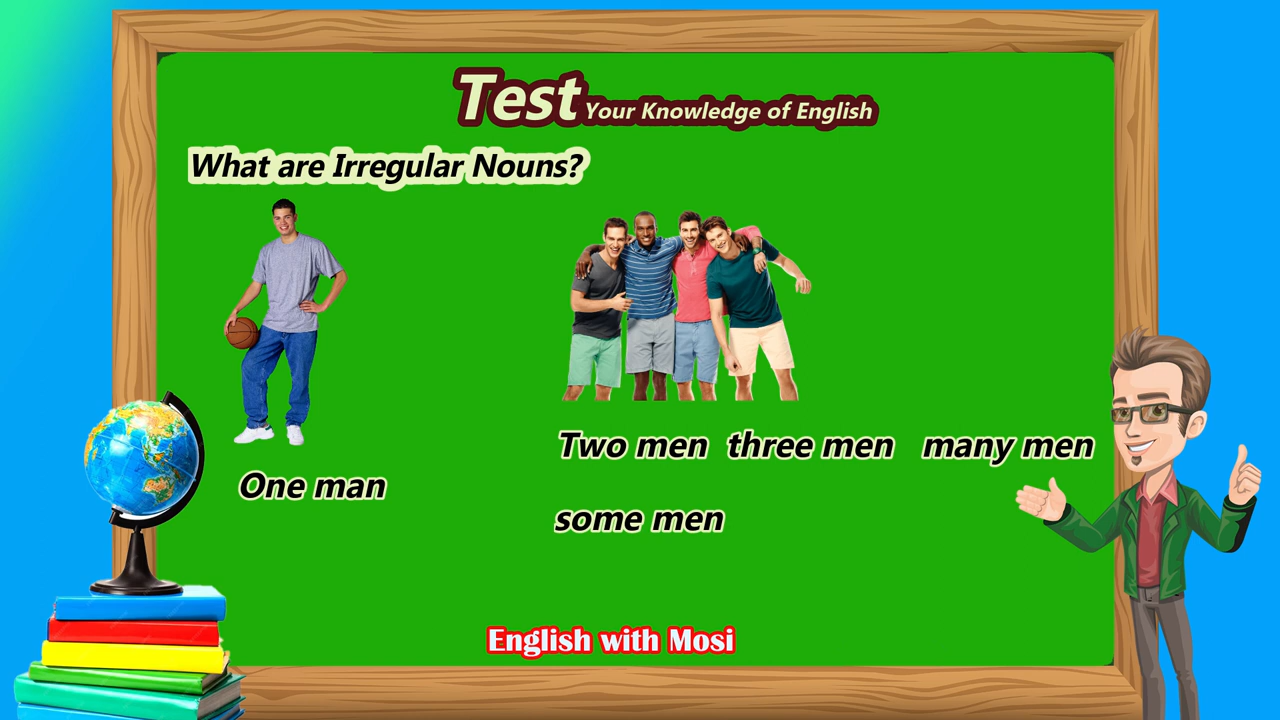 Test Your Knowledge of English
What are Irregular Nouns?
Two men three men many men
One man
some men
English with Mosi